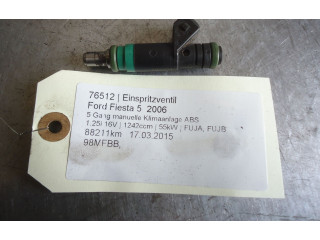 76512 | Einspritzventil
Ford Fiesta 5 2006
5 Gang manuelle Klimaanlage ABS
1.25i 16V | 1242ccm | 55kW | FUJA, FUJB
88211km 17.03.2015
98MFBB,